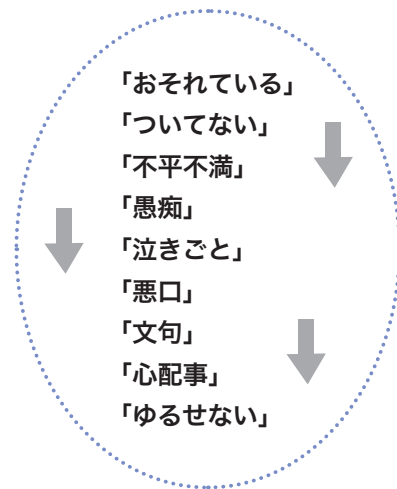 「おそれている」
「ついてない」
「不平不満」
「愚痴」
「泣きごと」
「悪口」
「文句」
「心配事」
「ゆるせない」